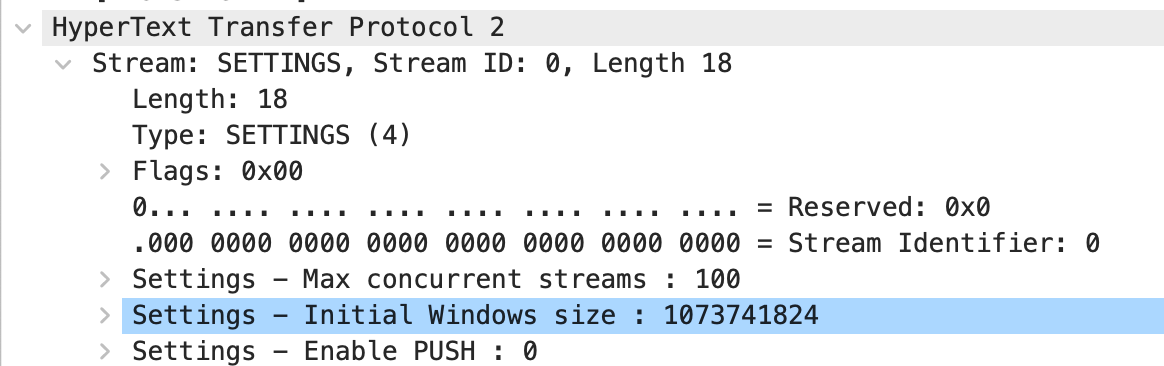 HyperText Transfer Protocol 2
Stream: SETTINGS, Stream ID: 0, Length 18
Length: 18
Type: SETTINGS (4)
Flags: 0x00
0... .... .... .... .... .... .... .... = Reserved: 0x0
.000 0000 0000 0000 0000 0000 0000 0000 = Stream Identifier: 0
Settings - Max concurrent streams : 100
Settings - Initial Windows size : 1073741824
Settings - Enable PUSH : 0